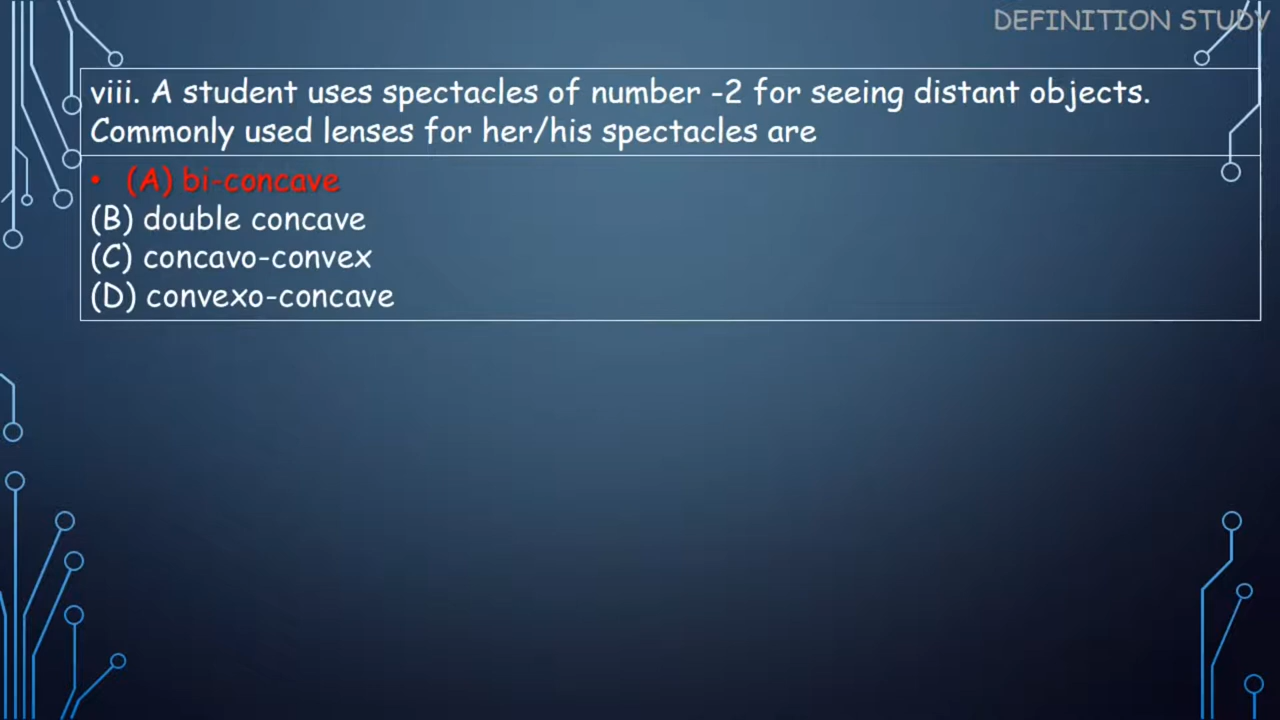 DEFINITION STUDY
viii. A student uses spectacles of number -2 for seeing distant objects.
Commonly used lenses for her/his spectacles are
• (A) bi-concave
(B) double concave
(C) concavo-convex
(D) convexo-concave